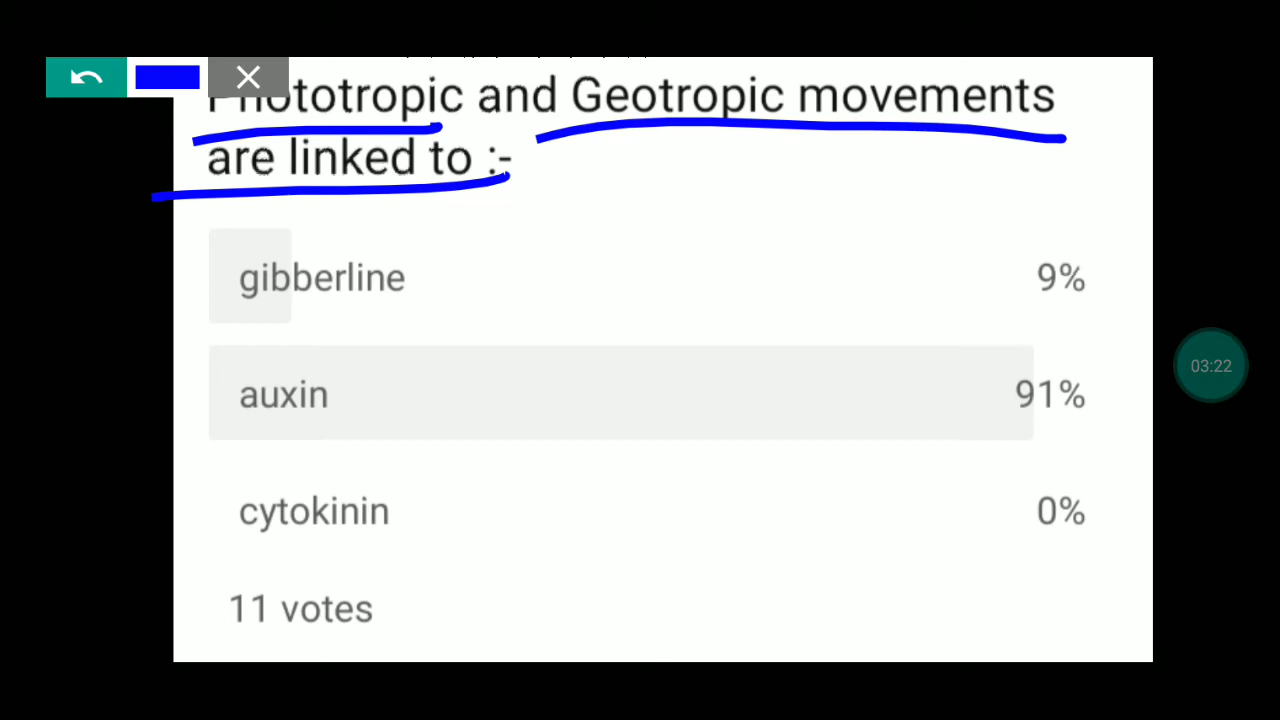 Phototropic and Geotropic movements
are linked to :-
gibberline 9%
auxin 91%
cytokinin 0%
11 votes
03:22